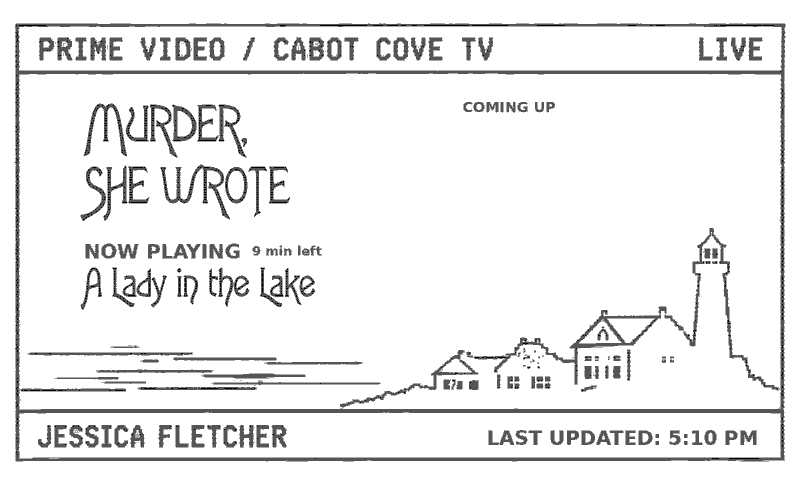 PRIME VIDEO / CABOT COVE TV
LIVE
MURDER,
SHE WROTE
COMING UP
NOW PLAYING 9 min left
A Lady in the Lake
JESSICA FLETCHER
LAST UPDATED: 5:10 PM